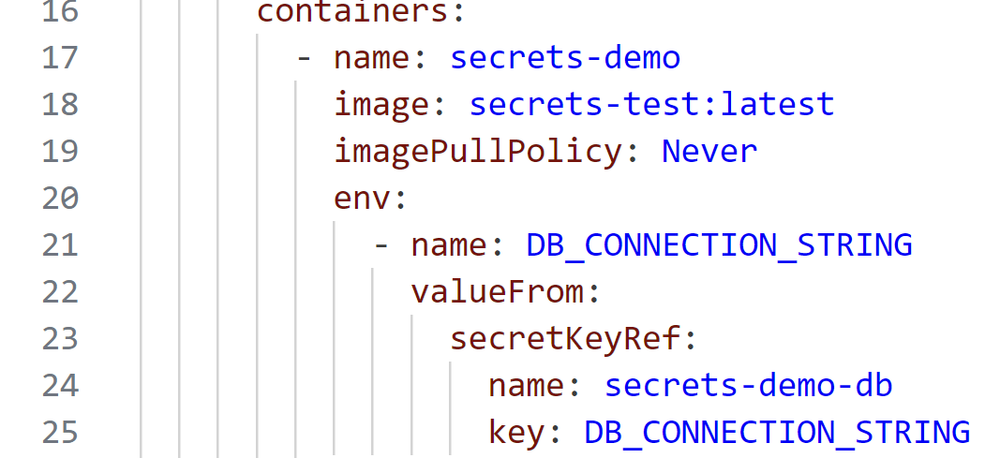 16 containers:
17 - name: secrets-demo
18 image: secrets-test:latest
19 imagePullPolicy: Never
20 env:
21 - name: DB_CONNECTION_STRING
22 valueFrom:
23 secretKeyRef:
24 name: secrets-demo-db
25 key: DB_CONNECTION_STRING